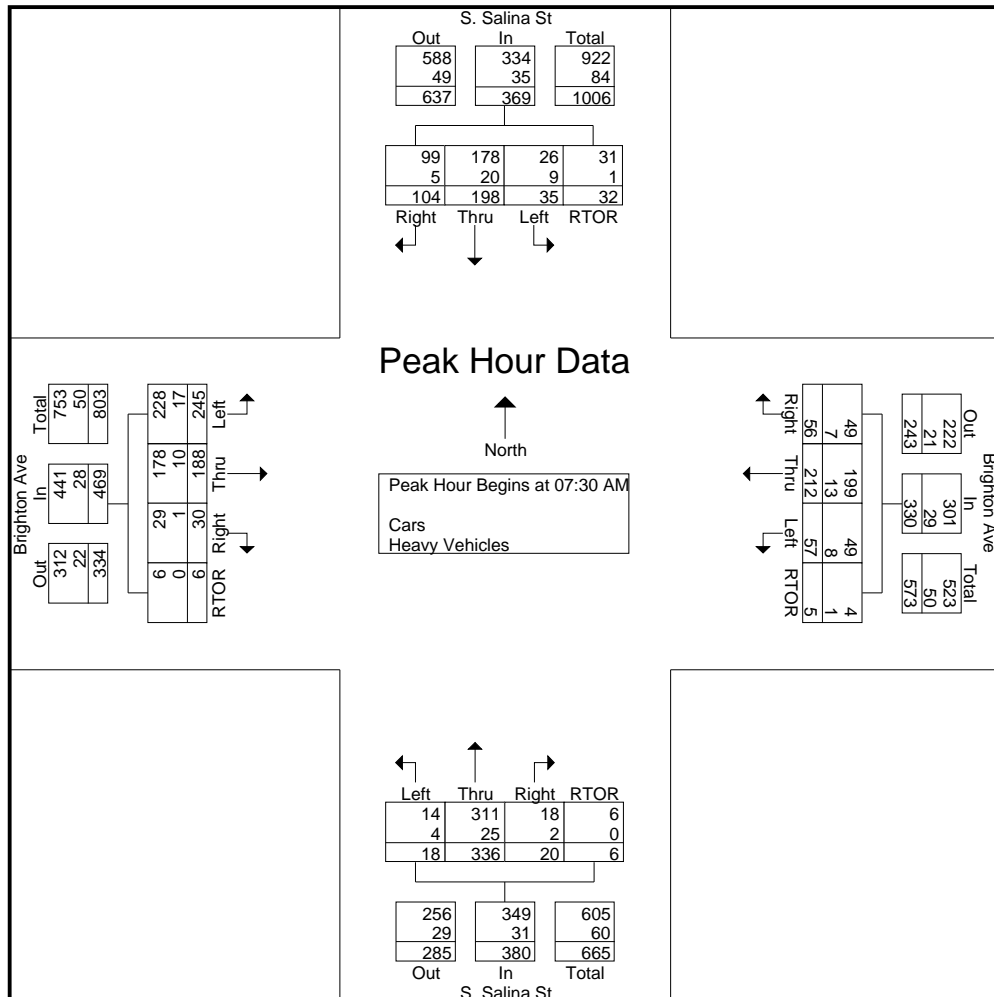 S. Salina St
Out In Total
588 334 922
49 35 84
637 369 1006
99 178 26 31
5 20 9 1
104 198 35 32
Right Thru Left RTOR
Peak Hour Data
North
Peak Hour Begins at 07:30 AM
Cars
Heavy Vehicles
Brighton Ave
Out In Total
312 441 753
22 28 50
334 469 803
228 178 29 6
17 10 1 0
245 188 30 6
Left Thru Right RTOR
Brighton Ave
Out In Total
222 301 523
21 29 50
243 330 573
49 199 49 4
7 13 8 1
56 212 57 5
Right Thru Left RTOR
Left Thru Right RTOR
14 311 18 6
4 25 2 0
18 336 20 6
256 349 605
29 31 60
285 380 665
Out In Total
S. Salina St